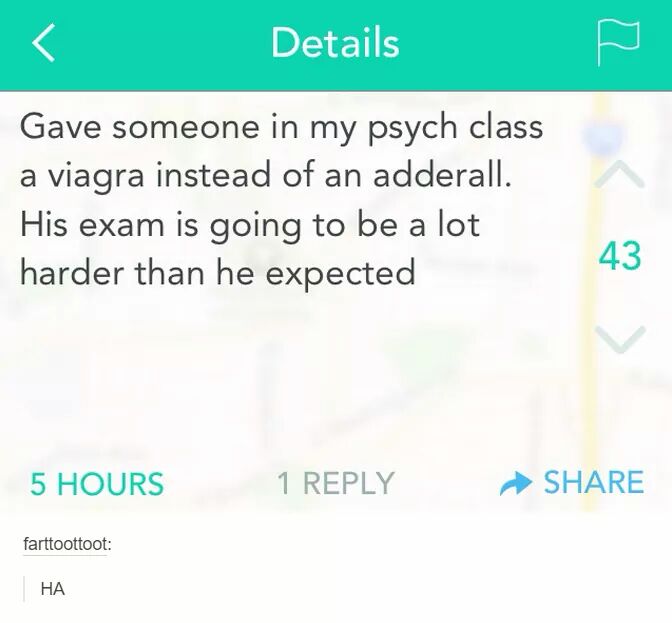 Details
Gave someone in my psych class
a viagra instead of an adderall.
His exam is going to be a lot
harder than he expected
43
5 HOURS 1 REPLY SHARE
farttoottoot:
HA